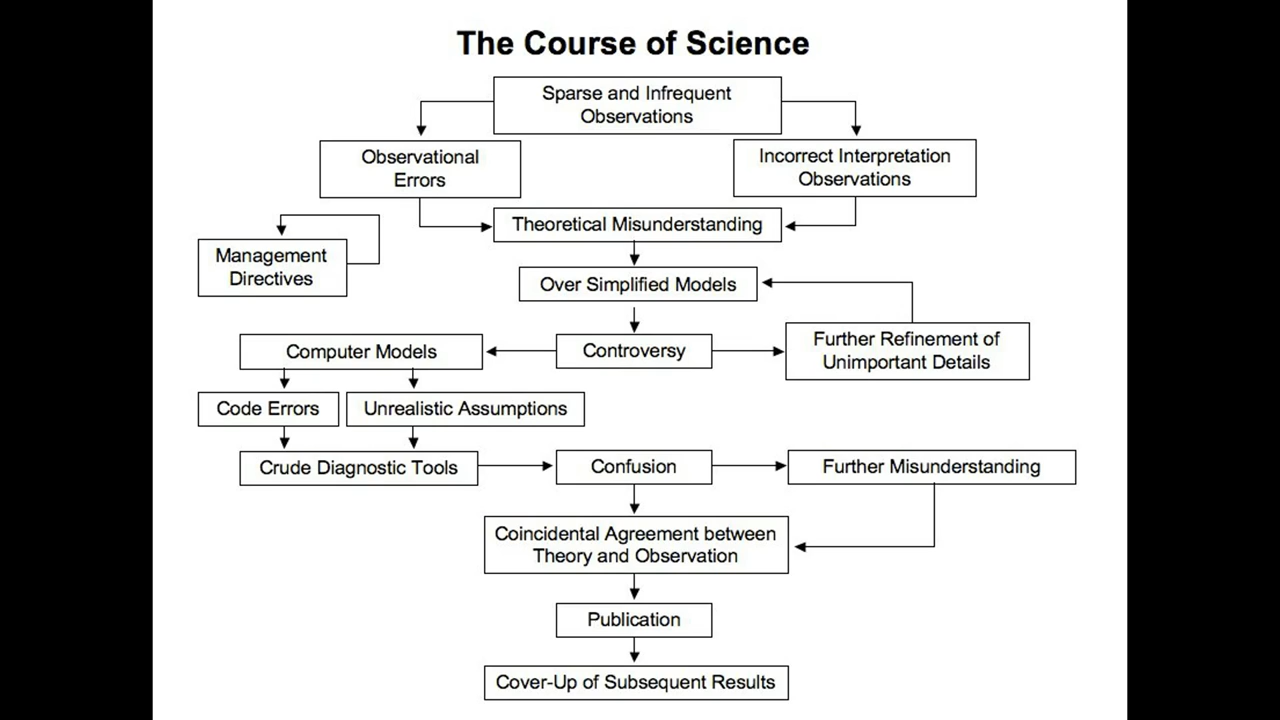 The Course of Science
Sparse and Infrequent
Observations
Observational
Errors
Incorrect Interpretation
Observations
Theoretical Misunderstanding
Management
Directives
Over Simplified Models
Computer Models
Controversy
Further Refinement of
Unimportant Details
Code Errors
Unrealistic Assumptions
Crude Diagnostic Tools
Confusion
Further Misunderstanding
Coincidental Agreement between
Theory and Observation
Publication
Cover-Up of Subsequent Results